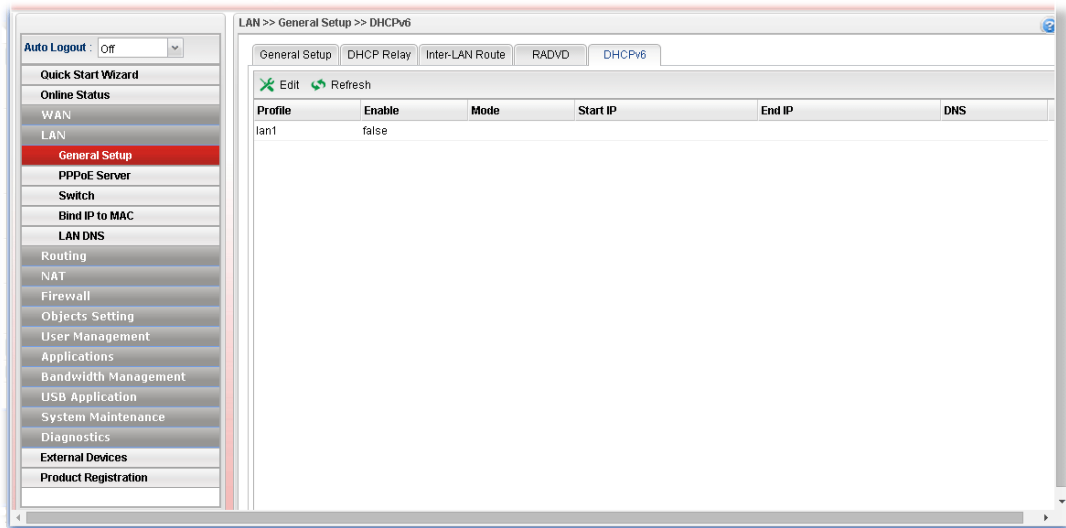 LAN >> General Setup >> DHCPv6
Auto Logout : Off
Quick Start Wizard
Online Status
WAN
LAN
General Setup
PPPoE Server
Switch
Bind IP to MAC
LAN DNS
Routing
NAT
Firewall
Objects Setting
User Management
Applications
Bandwidth Management
USB Application
System Maintenance
Diagnostics
External Devices
Product Registration
General Setup DHCP Relay Inter-LAN Route RADVD DHCPv6
Edit Refresh
Profile Enable Mode Start IP End IP DNS
lan1 false